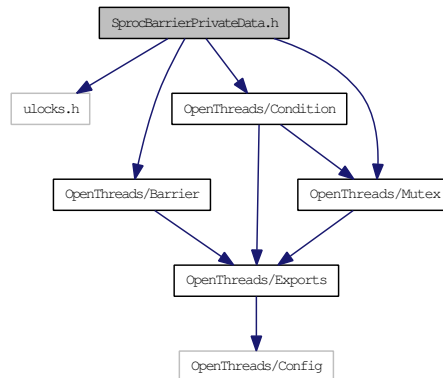 SprocBarrierPrivateData.h
ulocks.h
OpenThreads/Condition
OpenThreads/Barrier
OpenThreads/Mutex
OpenThreads/Exports
OpenThreads/Config